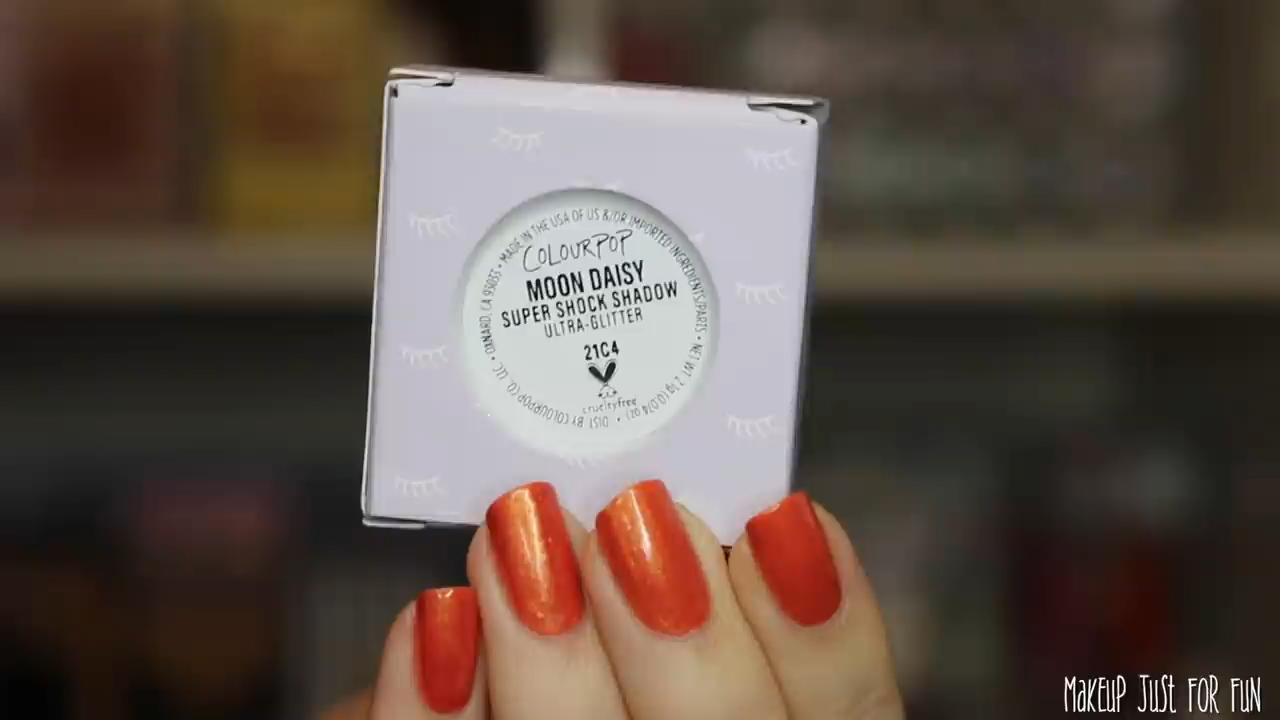 COLOURPOP
MOON DAISY
SUPER SHOCK SHADOW
ULTRA-GLITTER
21C4
crueltyfree
• MADE IN THE USA OF US &/OR IMPORTED INGREDIENTS/PARTS • NET WT 2.1g (0.074 OZ) • DIST BY COLOURPOP CO. LLC. • OXNARD, CA 93033
MAKEUP JUST FOR FUN